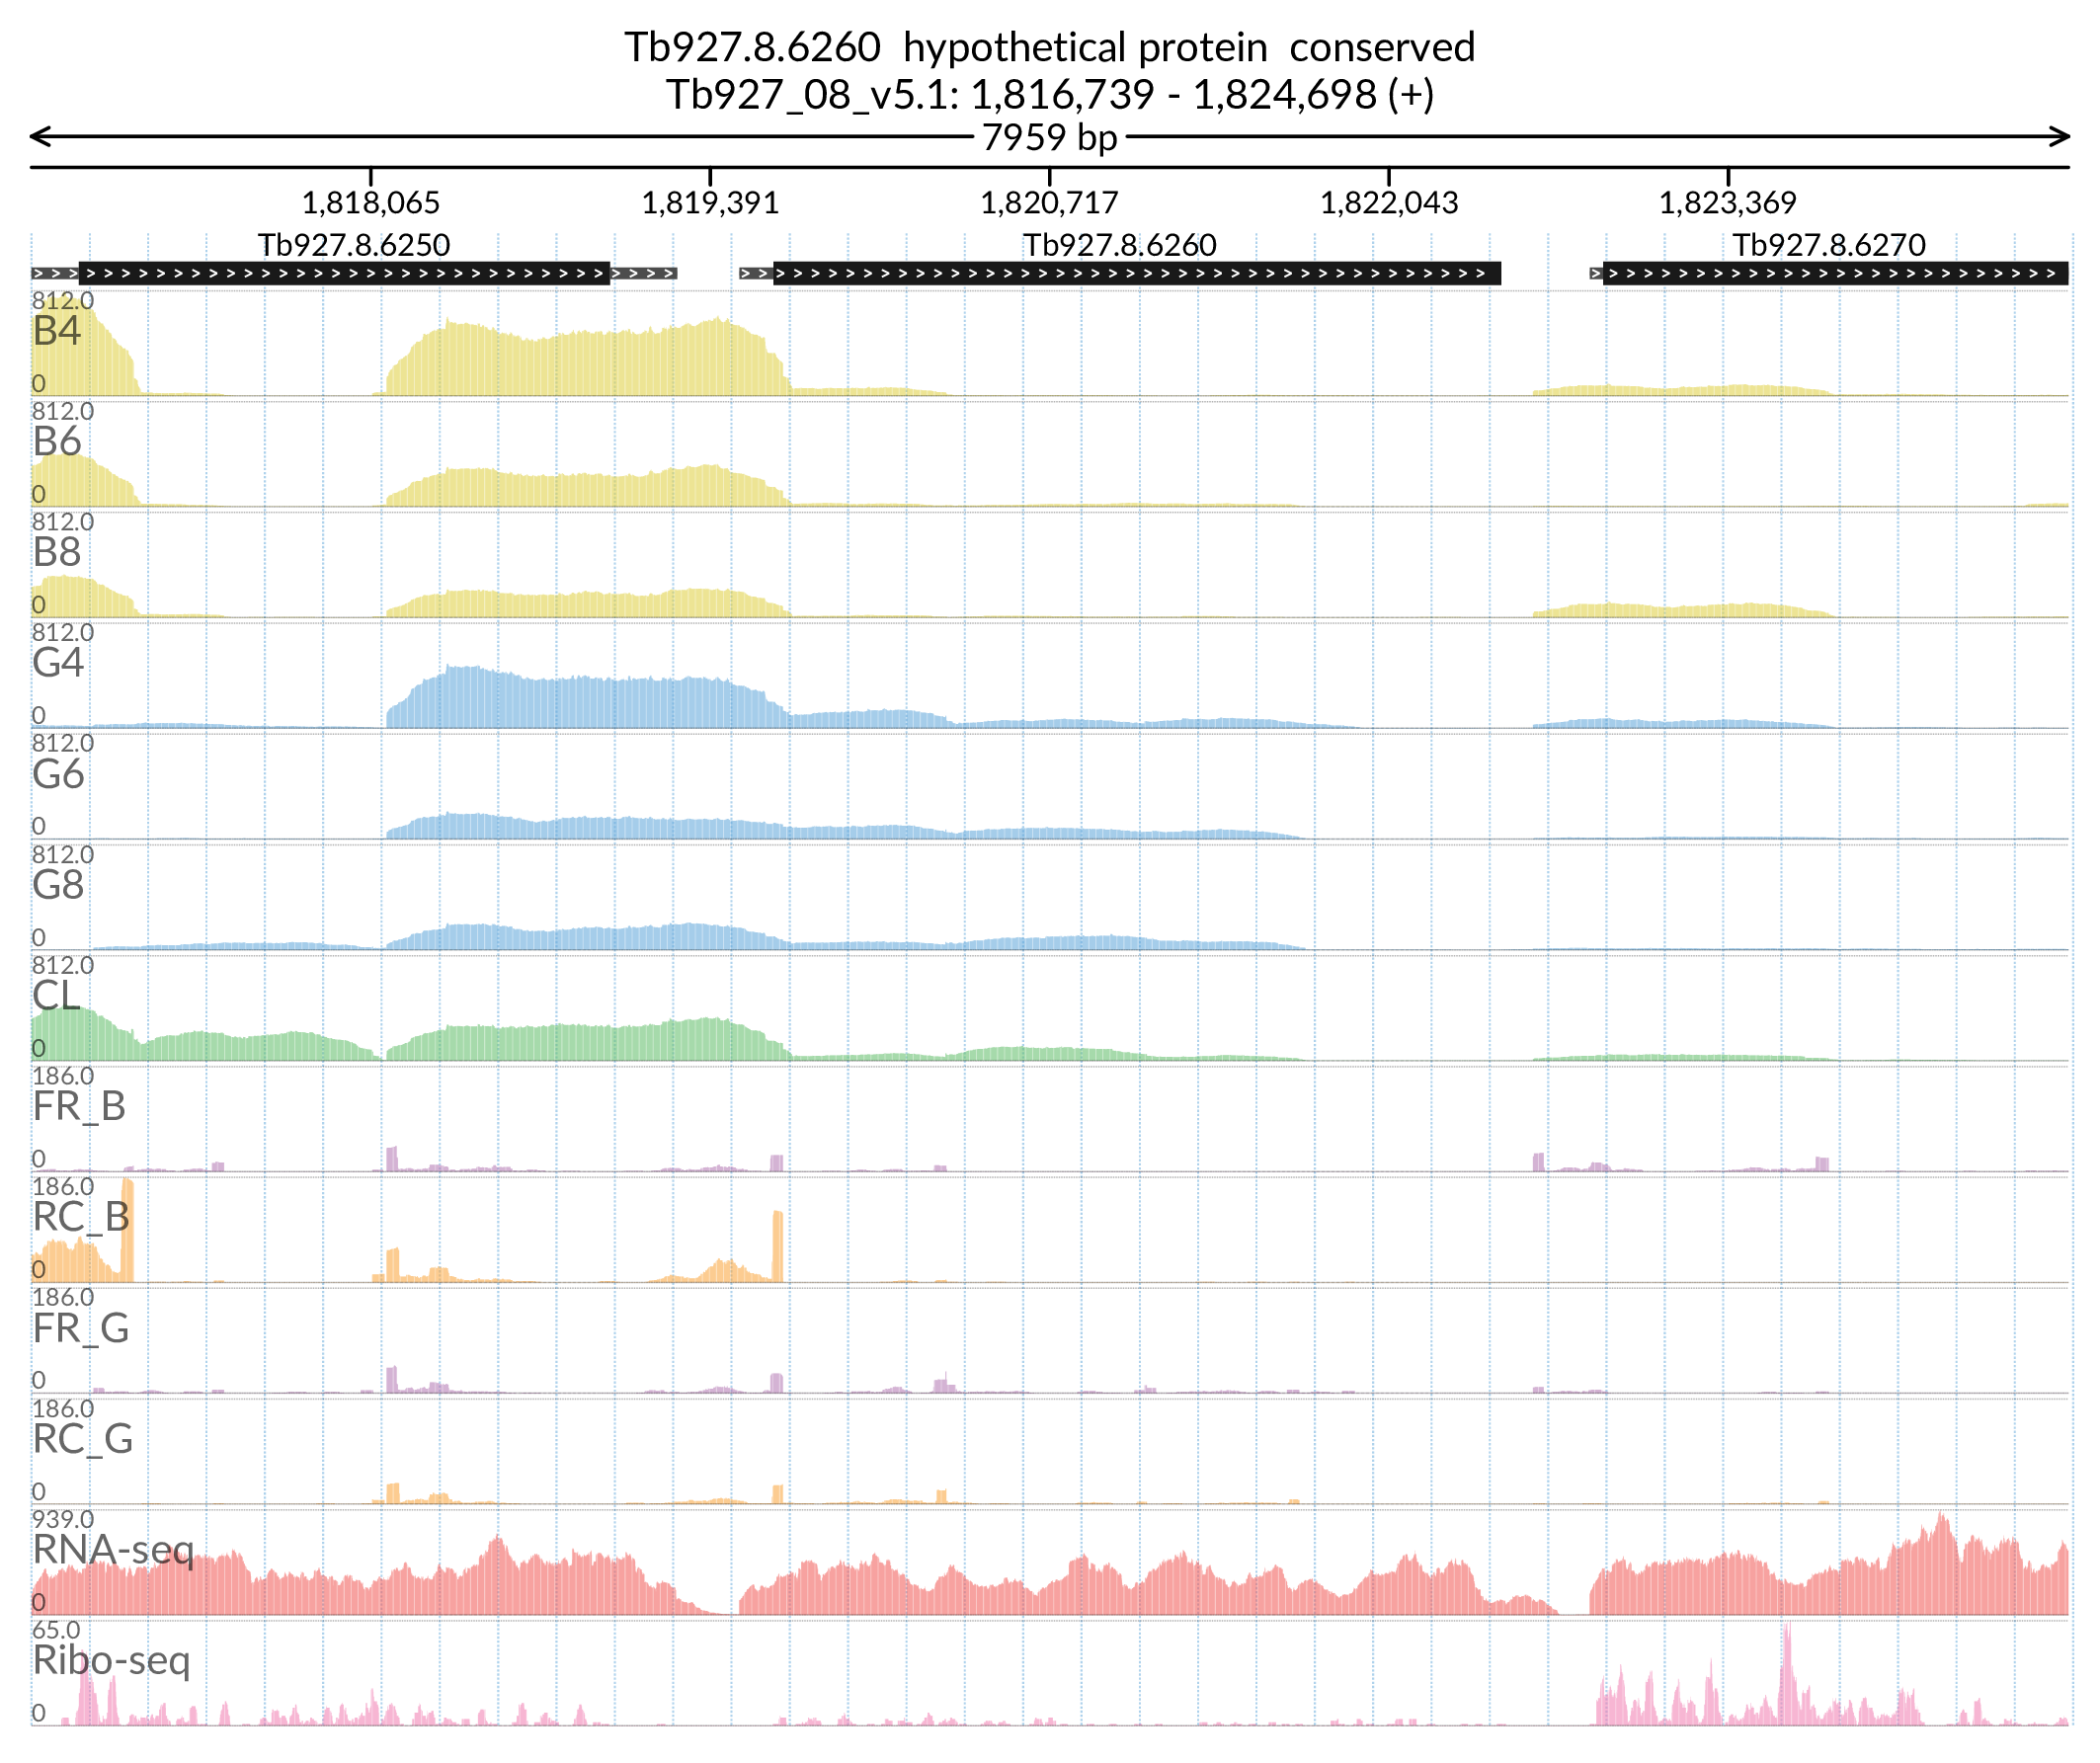 Tb927.8.6260 hypothetical protein conserved
Tb927_08_v5.1: 1,816,739 - 1,824,698 (+)
7959 bp
1,818,065 1,819,391 1,820,717 1,822,043 1,823,369
Tb927.8.6250 Tb927.8.6260 Tb927.8.6270
812.0
B4
0
812.0
B6
0
812.0
B8
0
812.0
G4
0
812.0
G6
0
812.0
G8
0
812.0
CL
0
186.0
FR_B
0
186.0
RC_B
0
186.0
FR_G
0
186.0
RC_G
0
939.0
RNA-seq
0
65.0
Ribo-seq
0